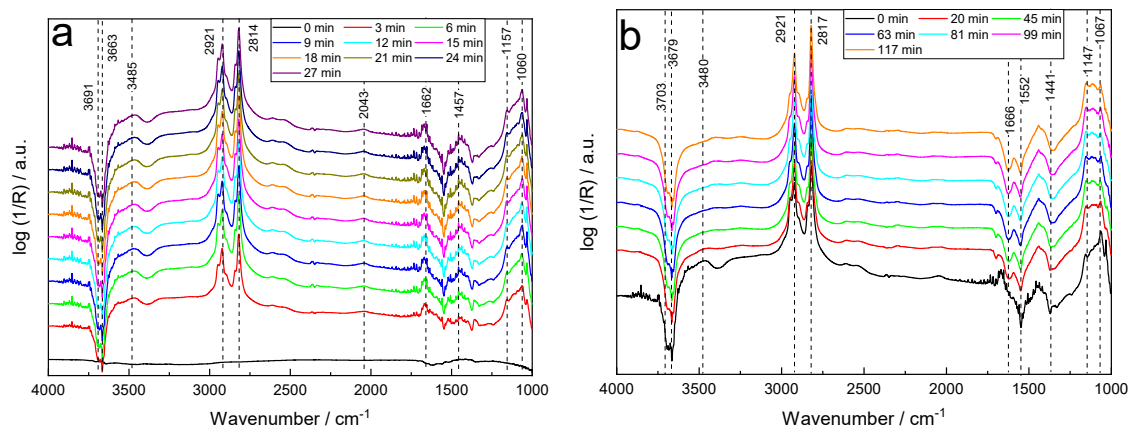 a
3691
3663
3485
2921
2814
2043
1662
1457
1157
1060
0 min 3 min 6 min
9 min 12 min 15 min
18 min 21 min 24 min
27 min
log (1/R) / a.u.
4000 3500 3000 2500 2000 1500 1000
Wavenumber / cm-1
b
3703
3679
3480
2921
2817
1666
1552
1441
1147
1067
0 min 20 min 45 min
63 min 81 min 99 min
117 min
log (1/R) / a.u.
4000 3500 3000 2500 2000 1500 1000
Wavenumber / cm-1